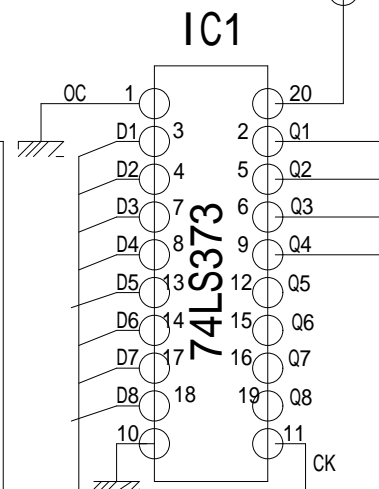 IC1
OC 1 20
D1 3 2 Q1
D2 4 5 Q2
D3 7 6 Q3
D4 8 9 Q4
D5 13 12 Q5
D6 14 15 Q6
D7 17 16 Q7
D8 18 19 Q8
10 11
CK
74LS373